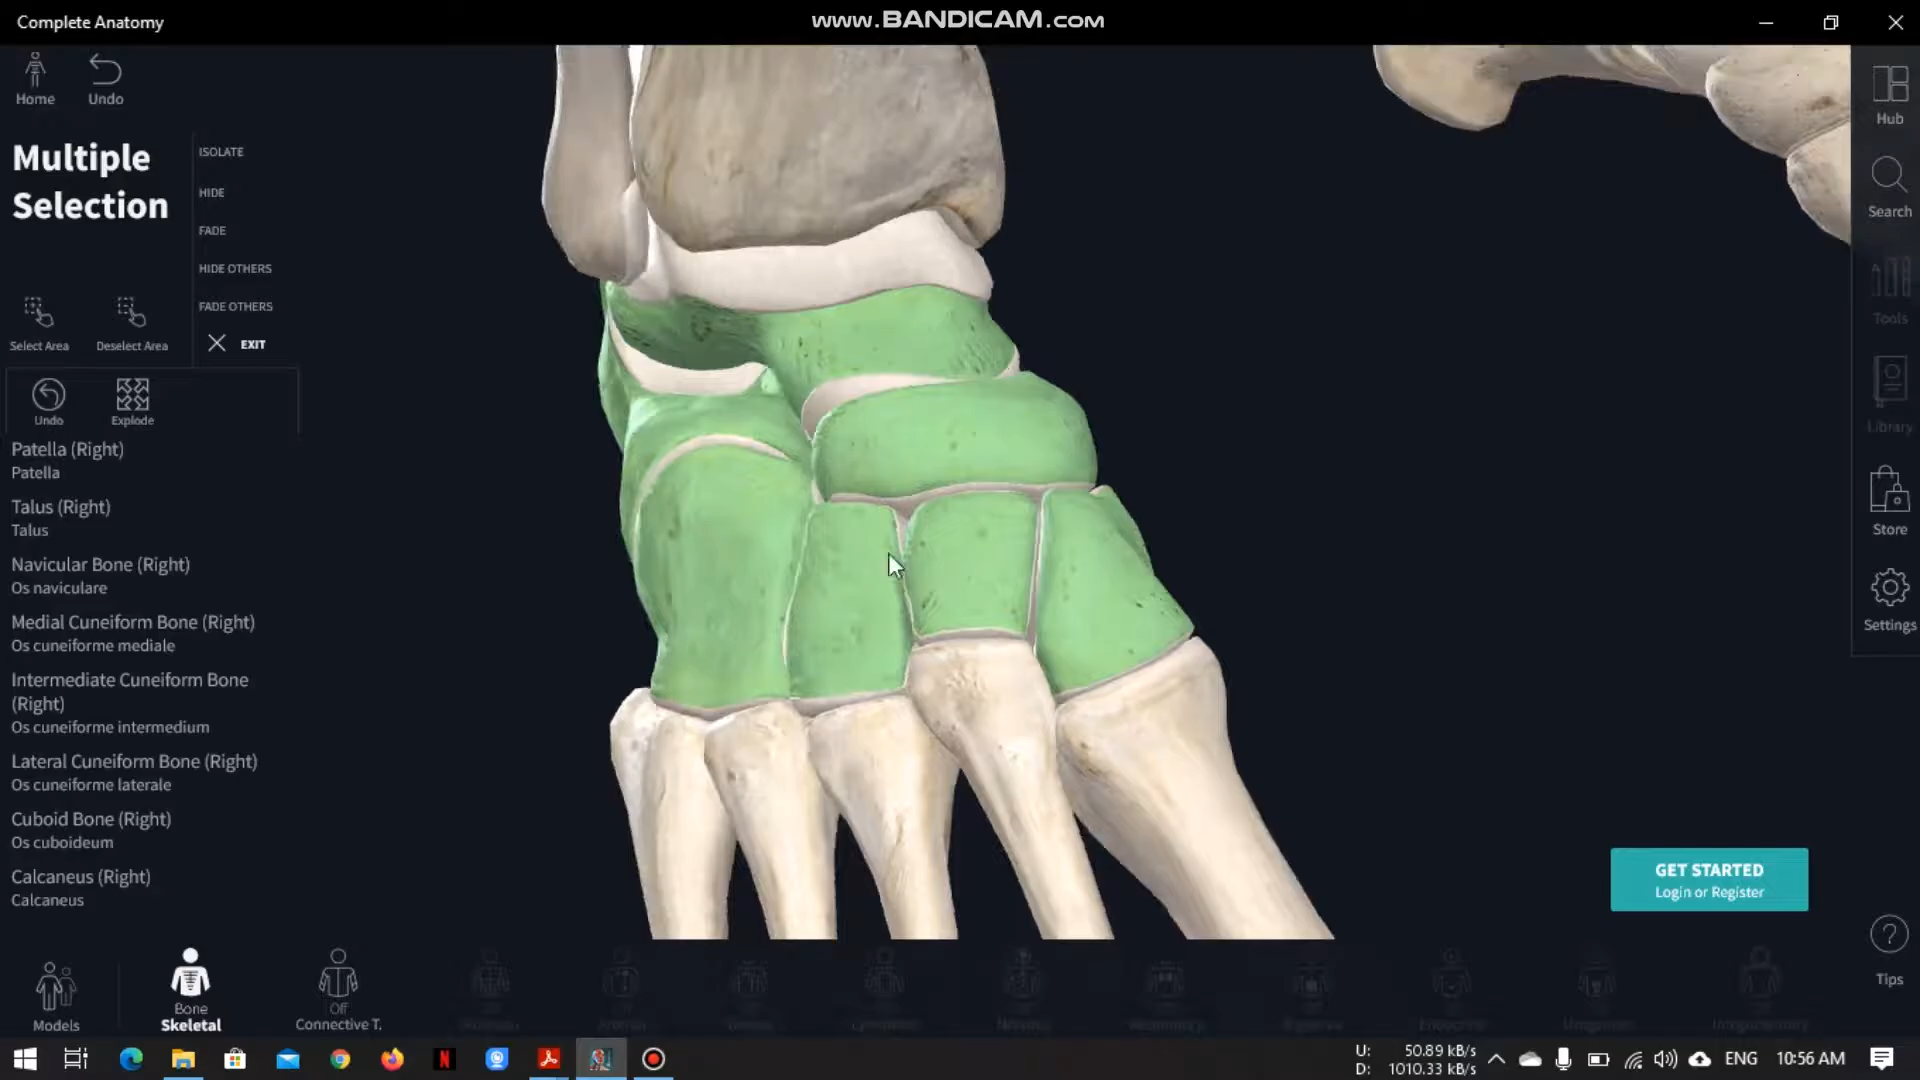 Complete Anatomy
www.BANDICAM.com
Home
Undo
Multiple
Selection
ISOLATE
HIDE
FADE
HIDE OTHERS
FADE OTHERS
EXIT
Select Area
Deselect Area
Undo
Explode
Patella (Right)
Patella
Talus (Right)
Talus
Navicular Bone (Right)
Os naviculare
Medial Cuneiform Bone (Right)
Os cuneiforme mediale
Intermediate Cuneiform Bone
(Right)
Os cuneiforme intermedium
Lateral Cuneiform Bone (Right)
Os cuneiforme laterale
Cuboid Bone (Right)
Os cuboideum
Calcaneus (Right)
Calcaneus
Hub
Search
Tools
Library
Store
Settings
GET STARTED
Login or Register
Tips
Models
Bone
Skeletal
Off
Connective T.
Respiratory
Endocrine
Integumentary
U: 50.89 kB/s
D: 1010.33 kB/s
ENG
10:56 AM